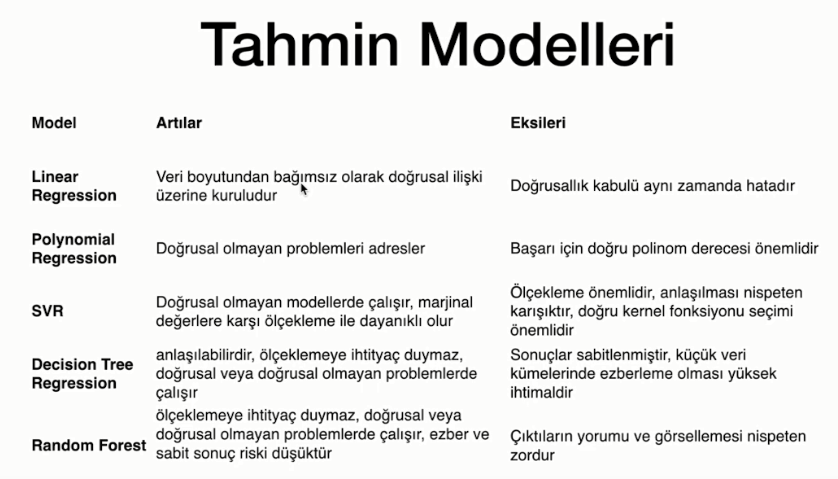 Tahmin Modelleri
Model Artılar Eksileri
Linear
Regression
Veri boyutundan bağımsız olarak doğrusal ilişki
üzerine kuruludur
Doğrusallık kabulü aynı zamanda hatadır
Polynomial
Regression
Doğrusal olmayan problemleri adresler
Başarı için doğru polinom derecesi önemlidir
SVR
Doğrusal olmayan modellerde çalışır, marjinal
değerlere karşı ölçekleme ile dayanıklı olur
Ölçekleme önemlidir, anlaşılması nispeten
karışıktır, doğru kernel fonksiyonu seçimi
önemlidir
Decision Tree
Regression
anlaşılabilirdir, ölçeklemeye ihtityaç duymaz,
doğrusal veya doğrusal olmayan problemlerde
çalışır
Sonuçlar sabitlenmiştir, küçük veri
kümelerinde ezberleme olması yüksek
ihtimaldir
Random Forest
ölçeklemeye ihtityaç duymaz, doğrusal veya
doğrusal olmayan problemlerde çalışır, ezber ve
sabit sonuç riski düşüktür
Çıktıların yorumu ve görsellemesi nispeten
zordur